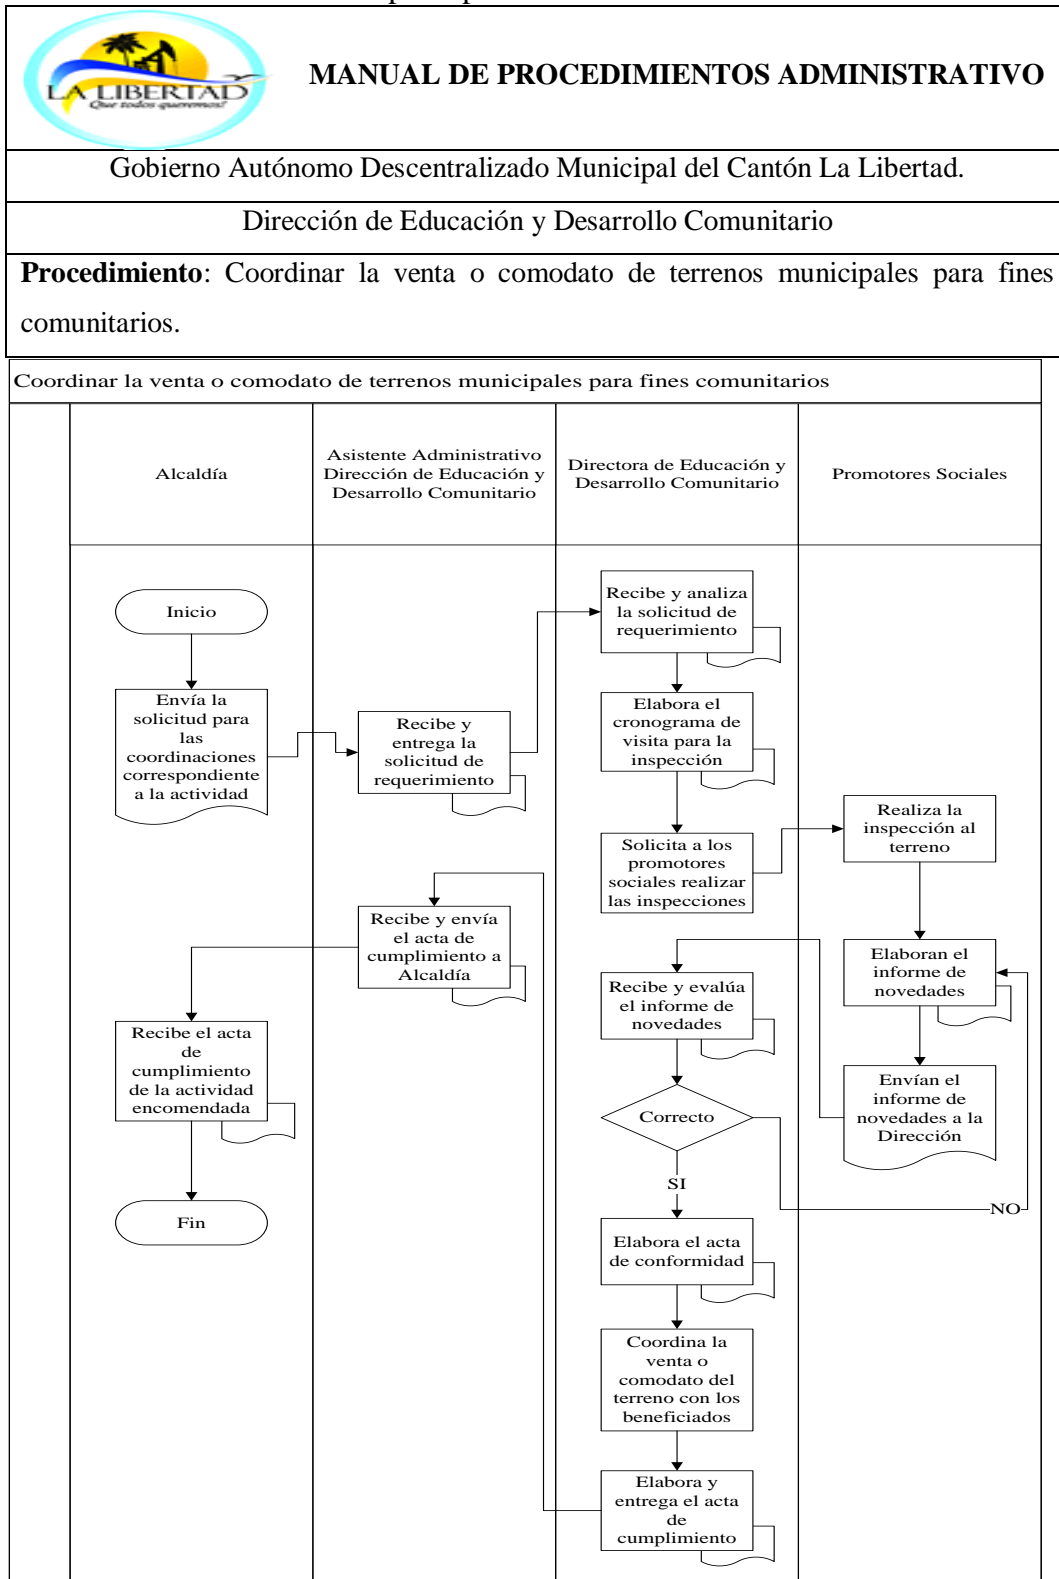 LA LIBERTAD
Que todos queremos!
MANUAL DE PROCEDIMIENTOS ADMINISTRATIVO
Gobierno Autónomo Descentralizado Municipal del Cantón La Libertad.
Dirección de Educación y Desarrollo Comunitario
Procedimiento: Coordinar la venta o comodato de terrenos municipales para fines
comunitarios.
Coordinar la venta o comodato de terrenos municipales para fines comunitarios
Alcaldía
Asistente Administrativo
Dirección de Educación y
Desarrollo Comunitario
Directora de Educación y
Desarrollo Comunitario
Promotores Sociales
Inicio
Envía la
solicitud para
las
coordinaciones
correspondiente
a la actividad
Recibe y
entrega la
solicitud de
requerimiento
Recibe y analiza
la solicitud de
requerimiento
Elabora el
cronograma de
visita para la
inspección
Solicita a los
promotores
sociales realizar
las inspecciones
Realiza la
inspección al
terreno
Elaboran el
informe de
novedades
Envían el
informe de
novedades a la
Dirección
Recibe y evalúa
el informe de
novedades
Correcto
SI
NO
Elabora el acta
de conformidad
Coordina la
venta o
comodato del
terreno con los
beneficiados
Elabora y
entrega el acta
de
cumplimiento
Recibe y envía
el acta de
cumplimiento a
Alcaldía
Recibe el acta
de
cumplimiento
de la actividad
encomendada
Fin